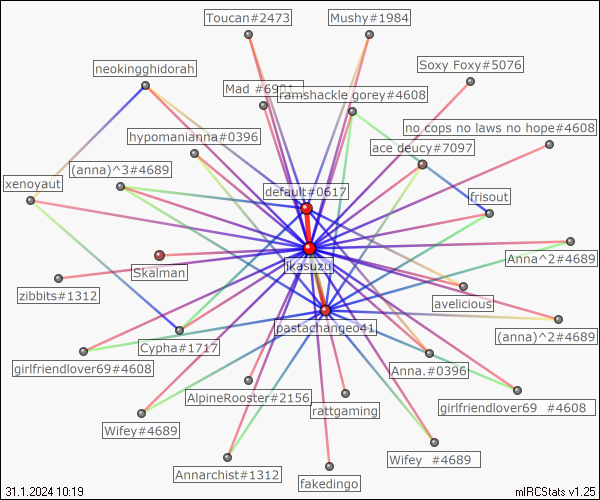 Toucan#2473
Mushy#1984
Soxy Foxy#5076
neokingghidorah
Mad #6901
ramshackle gorey#4608
no cops no laws no hope#4608
hypomanianna#0396
ace deucy#7097
(anna)^3#4689
xenovaut
default#0617
frisout
likasuzu
Anna^2#4689
Skaiman
zibbits#1312
avelicious
pastachangeo41
(anna)^2#4689
Cypha#1717
girlfriendlover69#4608
Anna.#0396
AlpineRooster#2156
rattgaming
girlfriendlover69 #4608
Wifey#4689
Wifey #4689
Annarchist#1312
fakedingo
31.1.2024 10:19
mIRCStats v1.25